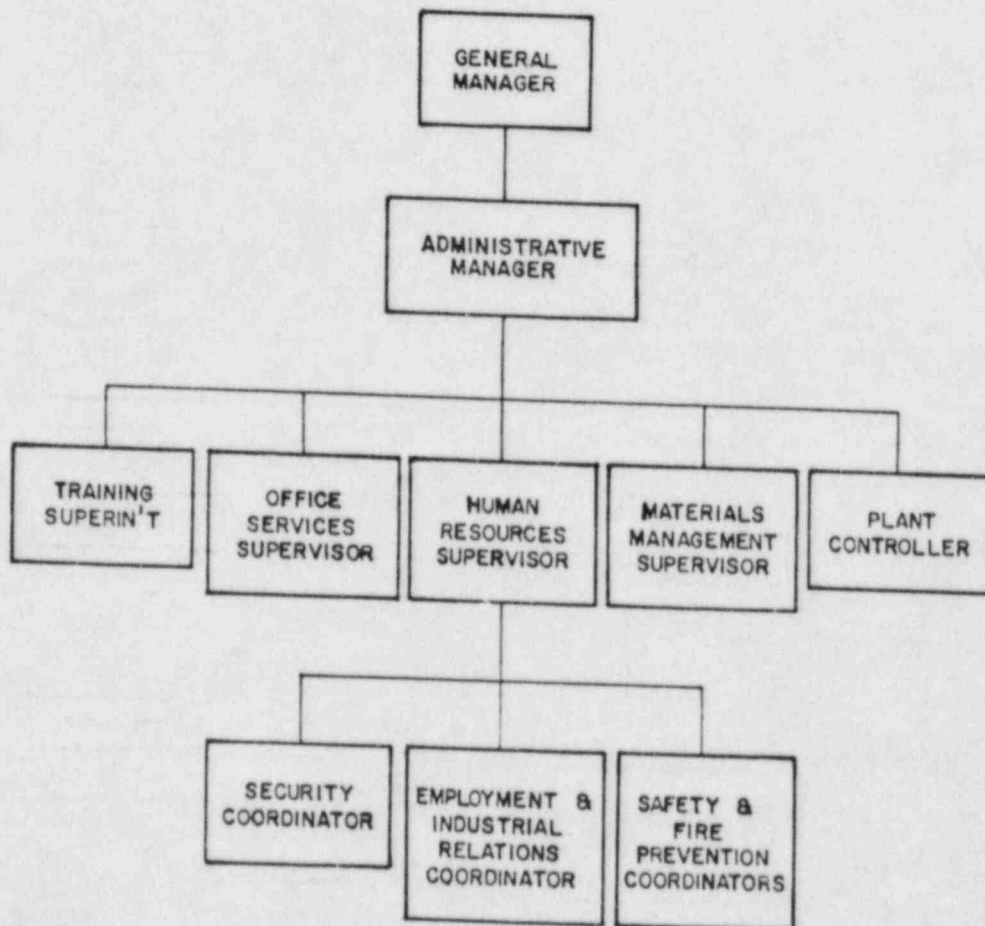 GENERAL
MANAGER
ADMINISTRATIVE
MANAGER
TRAINING
SUPERIN'T
OFFICE
SERVICES
SUPERVISOR
HUMAN
RESOURCES
SUPERVISOR
MATERIALS
MANAGEMENT
SUPERVISOR
PLANT
CONTROLLER
SECURITY
COORDINATOR
EMPLOYMENT &
INDUSTRIAL
RELATIONS
COORDINATOR
SAFETY &
FIRE
PREVENTION
COORDINATORS